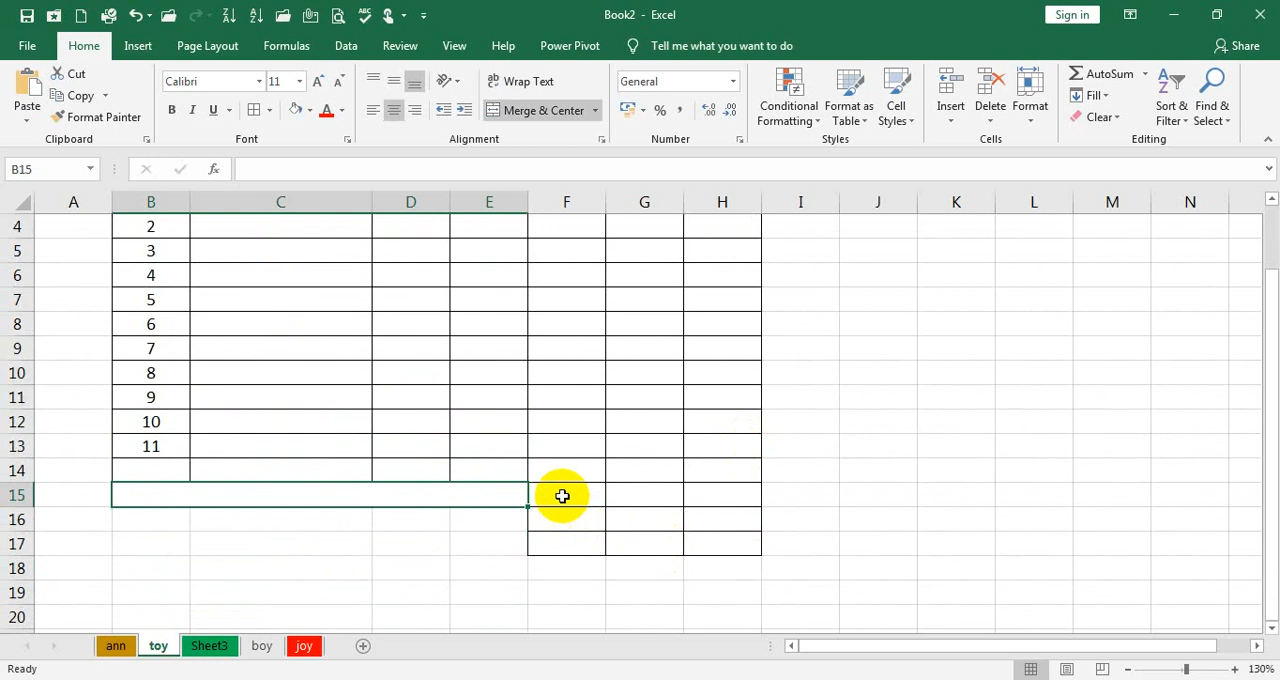 Book2 - Excel
Sign in
File Home Insert Page Layout Formulas Data Review View Help Power Pivot Tell me what you want to do Share
Paste
Cut
Copy
Format Painter
Clipboard
Calibri 11
B I U
Font
Wrap Text
Merge & Center
Alignment
General
%
Number
Conditional Formatting
Format as Table
Cell Styles
Styles
Insert Delete Format
Cells
AutoSum
Fill
Clear
Sort & Filter
Find & Select
Editing
B15 fx
A B C D E F G H I J K L M N
4 2
5 3
6 4
7 5
8 6
9 7
10 8
11 9
12 10
13 11
14
15
16
17
18
19
20
ann toy Sheet3 boy joy
Ready 130%